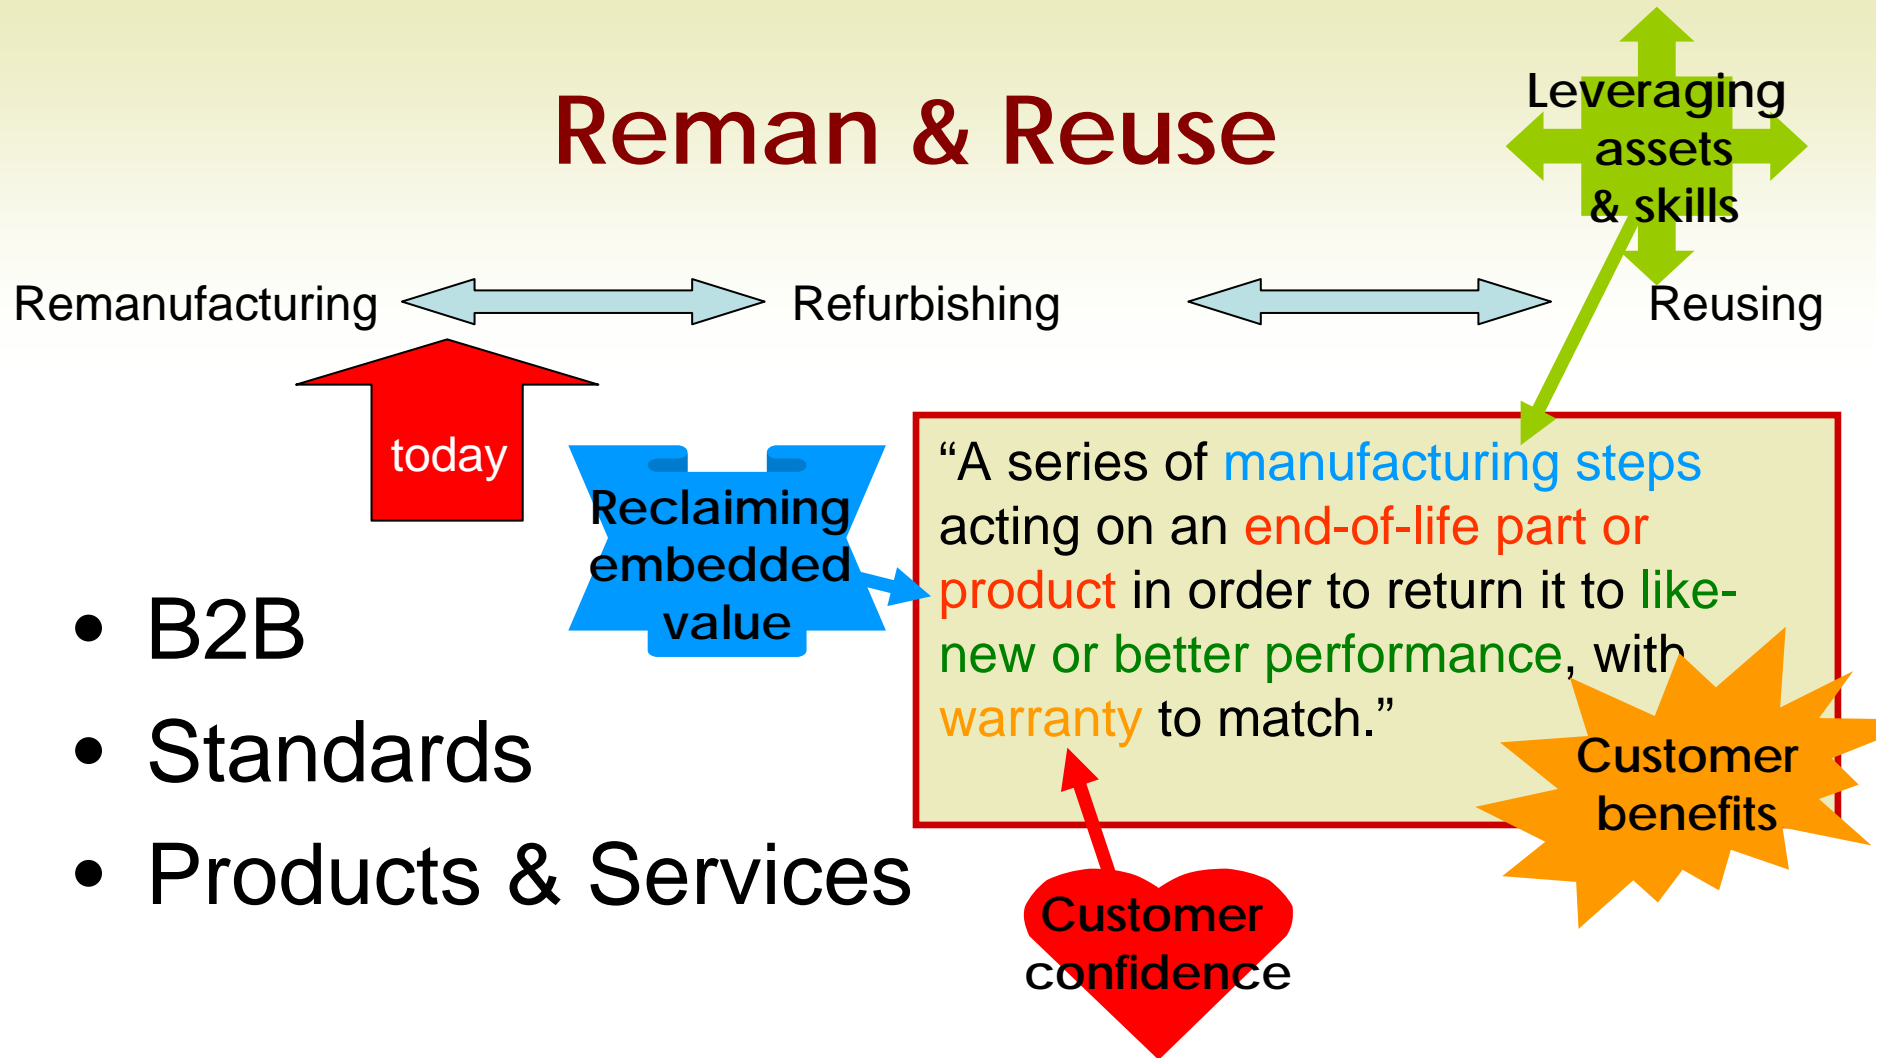 Reman & Reuse
Leveraging
assets
& skills
Remanufacturing
Refurbishing
Reusing
today
Reclaiming
embedded
value
“A series of manufacturing steps
acting on an end-of-life part or
product in order to return it to like-
new or better performance, with
warranty to match.”
• B2B
• Standards
• Products & Services
Customer
benefits
Customer
confidence